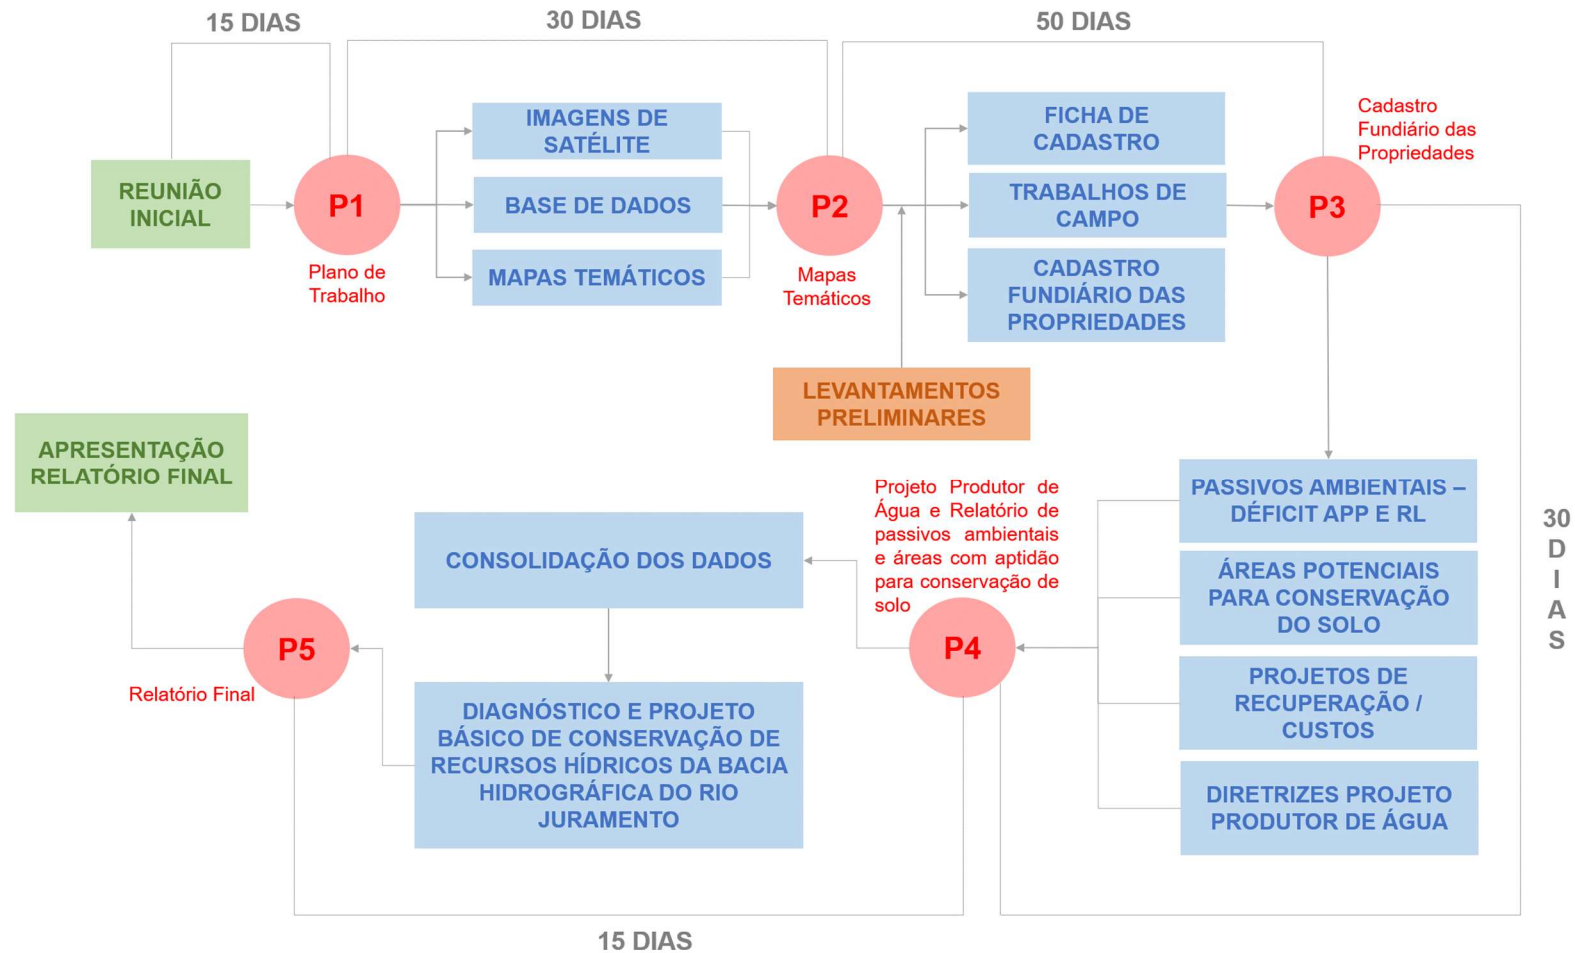 15 DIAS
30 DIAS
50 DIAS
REUNIÃO
INICIAL
P1
Plano de
Trabalho
IMAGENS DE
SATÉLITE
BASE DE DADOS
MAPAS TEMÁTICOS
P2
Mapas
Temáticos
FICHA DE
CADASTRO
TRABALHOS DE
CAMPO
CADASTRO
FUNDIÁRIO DAS
PROPRIEDADES
P3
Cadastro
Fundiário das
Propriedades
LEVANTAMENTOS
PRELIMINARES
PASSIVOS AMBIENTAIS –
DÉFICIT APP E RL
ÁREAS POTENCIAIS
PARA CONSERVAÇÃO
DO SOLO
PROJETOS DE
RECUPERAÇÃO /
CUSTOS
DIRETRIZES PROJETO
PRODUTOR DE ÁGUA
30
D
I
A
S
Projeto Produtor de
Água e Relatório de
passivos ambientais
e áreas com aptidão
para conservação de
solo
P4
CONSOLIDAÇÃO DOS DADOS
DIAGNÓSTICO E PROJETO
BÁSICO DE CONSERVAÇÃO DE
RECURSOS HÍDRICOS DA BACIA
HIDROGRÁFICA DO RIO
JURAMENTO
P5
Relatório Final
APRESENTAÇÃO
RELATÓRIO FINAL
15 DIAS